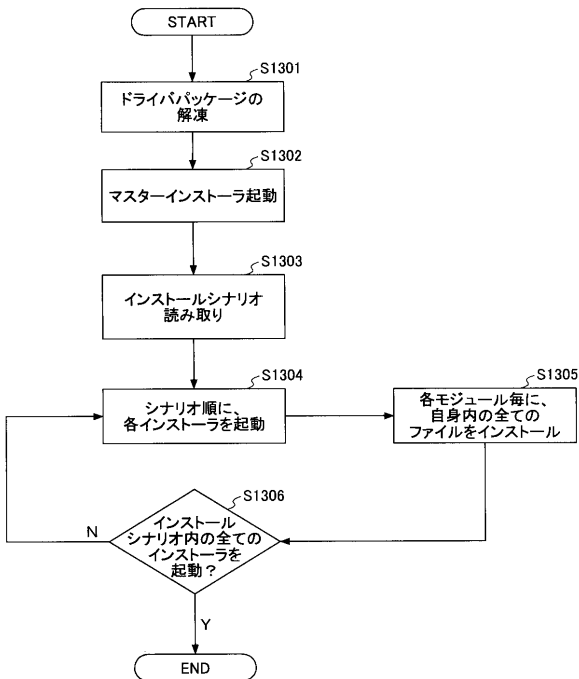 START
S1301
ドライバパッケージの
解凍
S1302
マスターインストーラ起動
S1303
インストールシナリオ
読み取り
S1304
シナリオ順に、
各インストーラを起動
S1305
各モジュール毎に、
自身内の全ての
ファイルをインストール
S1306
インストール
シナリオ内の全ての
インストーラを
起動？
N
Y
END